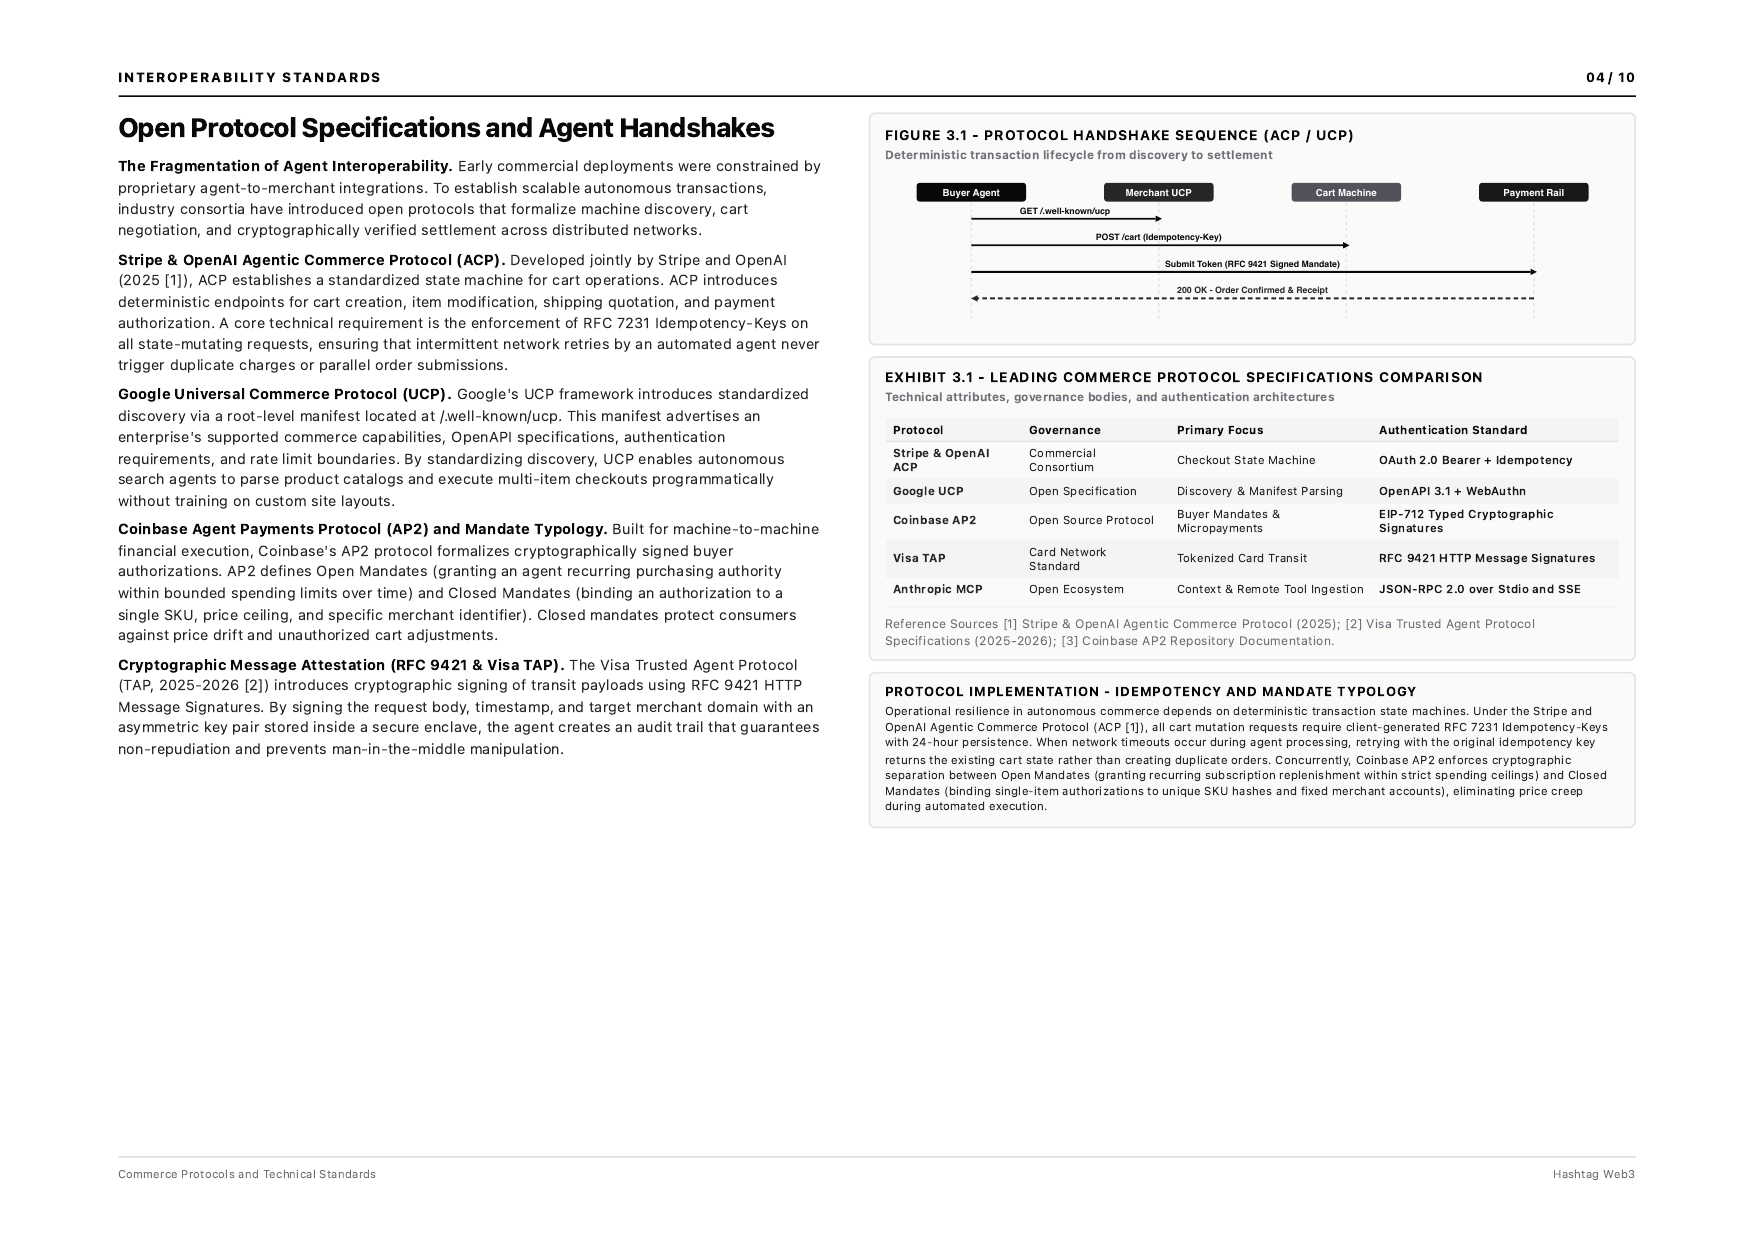 INTEROPERABILITY STANDARDS
04 / 10
Open Protocol Specifications and Agent Handshakes
The Fragmentation of Agent Interoperability. Early commercial deployments were constrained by
proprietary agent-to-merchant integrations. To establish scalable autonomous transactions,
industry consortia have introduced open protocols that formalize machine discovery, cart
negotiation, and cryptographically verified settlement across distributed networks.
Stripe & OpenAI Agentic Commerce Protocol (ACP). Developed jointly by Stripe and OpenAI
(2025 [1]), ACP establishes a standardized state machine for cart operations. ACP introduces
deterministic endpoints for cart creation, item modification, shipping quotation, and payment
authorization. A core technical requirement is the enforcement of RFC 7231 Idempotency-Keys on
all state-mutating requests, ensuring that intermittent network retries by an automated agent never
trigger duplicate charges or parallel order submissions.
Google Universal Commerce Protocol (UCP). Google's UCP framework introduces standardized
discovery via a root-level manifest located at /.well-known/ucp. This manifest advertises an
enterprise's supported commerce capabilities, OpenAPI specifications, authentication
requirements, and rate limit boundaries. By standardizing discovery, UCP enables autonomous
search agents to parse product catalogs and execute multi-item checkouts programmatically
without training on custom site layouts.
Coinbase Agent Payments Protocol (AP2) and Mandate Typology. Built for machine-to-machine
financial execution, Coinbase's AP2 protocol formalizes cryptographically signed buyer
authorizations. AP2 defines Open Mandates (granting an agent recurring purchasing authority
within bounded spending limits over time) and Closed Mandates (binding an authorization to a
single SKU, price ceiling, and specific merchant identifier). Closed mandates protect consumers
against price drift and unauthorized cart adjustments.
Cryptographic Message Attestation (RFC 9421 & Visa TAP). The Visa Trusted Agent Protocol
(TAP, 2025-2026 [2]) introduces cryptographic signing of transit payloads using RFC 9421 HTTP
Message Signatures. By signing the request body, timestamp, and target merchant domain with an
asymmetric key pair stored inside a secure enclave, the agent creates an audit trail that guarantees
non-repudiation and prevents man-in-the-middle manipulation.
FIGURE 3.1 - PROTOCOL HANDSHAKE SEQUENCE (ACP / UCP)
Deterministic transaction lifecycle from discovery to settlement
Buyer Agent Merchant UCP Cart Machine Payment Rail
GET /.well-known/ucp
POST /cart (Idempotency-Key)
Submit Token (RFC 9421 Signed Mandate)
200 OK - Order Confirmed & Receipt
EXHIBIT 3.1 - LEADING COMMERCE PROTOCOL SPECIFICATIONS COMPARISON
Technical attributes, governance bodies, and authentication architectures
Protocol Governance Primary Focus Authentication Standard
Stripe & OpenAI ACP Commercial Consortium Checkout State Machine OAuth 2.0 Bearer + Idempotency
Google UCP Open Specification Discovery & Manifest Parsing OpenAPI 3.1 + WebAuthn
Coinbase AP2 Open Source Protocol Buyer Mandates & Micropayments EIP-712 Typed Cryptographic Signatures
Visa TAP Card Network Standard Tokenized Card Transit RFC 9421 HTTP Message Signatures
Anthropic MCP Open Ecosystem Context & Remote Tool Ingestion JSON-RPC 2.0 over Stdio and SSE
Reference Sources [1] Stripe & OpenAI Agentic Commerce Protocol (2025); [2] Visa Trusted Agent Protocol
Specifications (2025-2026); [3] Coinbase AP2 Repository Documentation.
PROTOCOL IMPLEMENTATION - IDEMPOTENCY AND MANDATE TYPOLOGY
Operational resilience in autonomous commerce depends on deterministic transaction state machines. Under the Stripe and
OpenAI Agentic Commerce Protocol (ACP [1]), all cart mutation requests require client-generated RFC 7231 Idempotency-Keys
with 24-hour persistence. When network timeouts occur during agent processing, retrying with the original idempotency key
returns the existing cart state rather than creating duplicate orders. Concurrently, Coinbase AP2 enforces cryptographic
separation between Open Mandates (granting recurring subscription replenishment within strict spending ceilings) and Closed
Mandates (binding single-item authorizations to unique SKU hashes and fixed merchant accounts), eliminating price creep
during automated execution.
Commerce Protocols and Technical Standards
Hashtag Web3